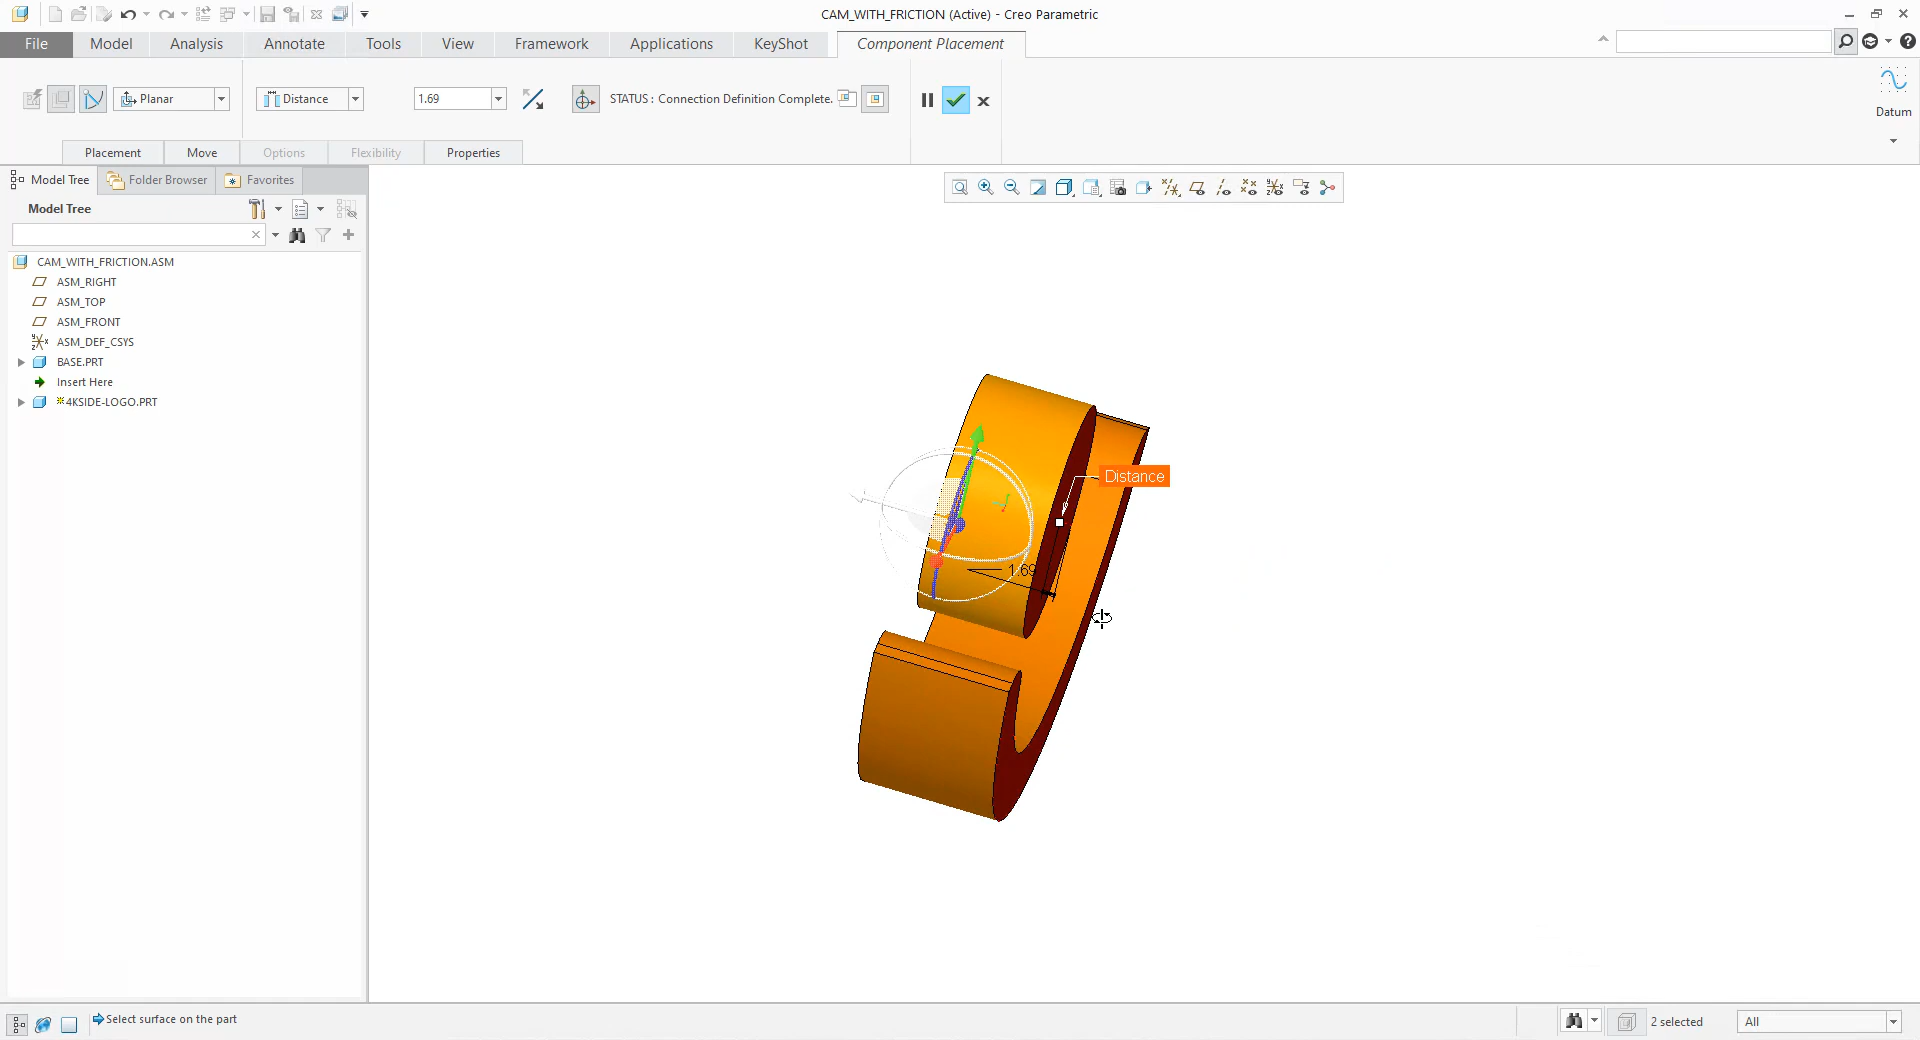 CAM_WITH_FRICTION (Active) - Creo Parametric
File Model Analysis Annotate Tools View Framework Applications KeyShot Component Placement
Planar Distance 1.69 STATUS : Connection Definition Complete.
Datum
Placement Move Options Flexibility Properties
Model Tree Folder Browser Favorites
Model Tree
CAM_WITH_FRICTION.ASM
ASM_RIGHT
ASM_TOP
ASM_FRONT
ASM_DEF_CSYS
BASE.PRT
Insert Here
4KSIDE-LOGO.PRT
Distance
1.69
Select surface on the part
2 selected All